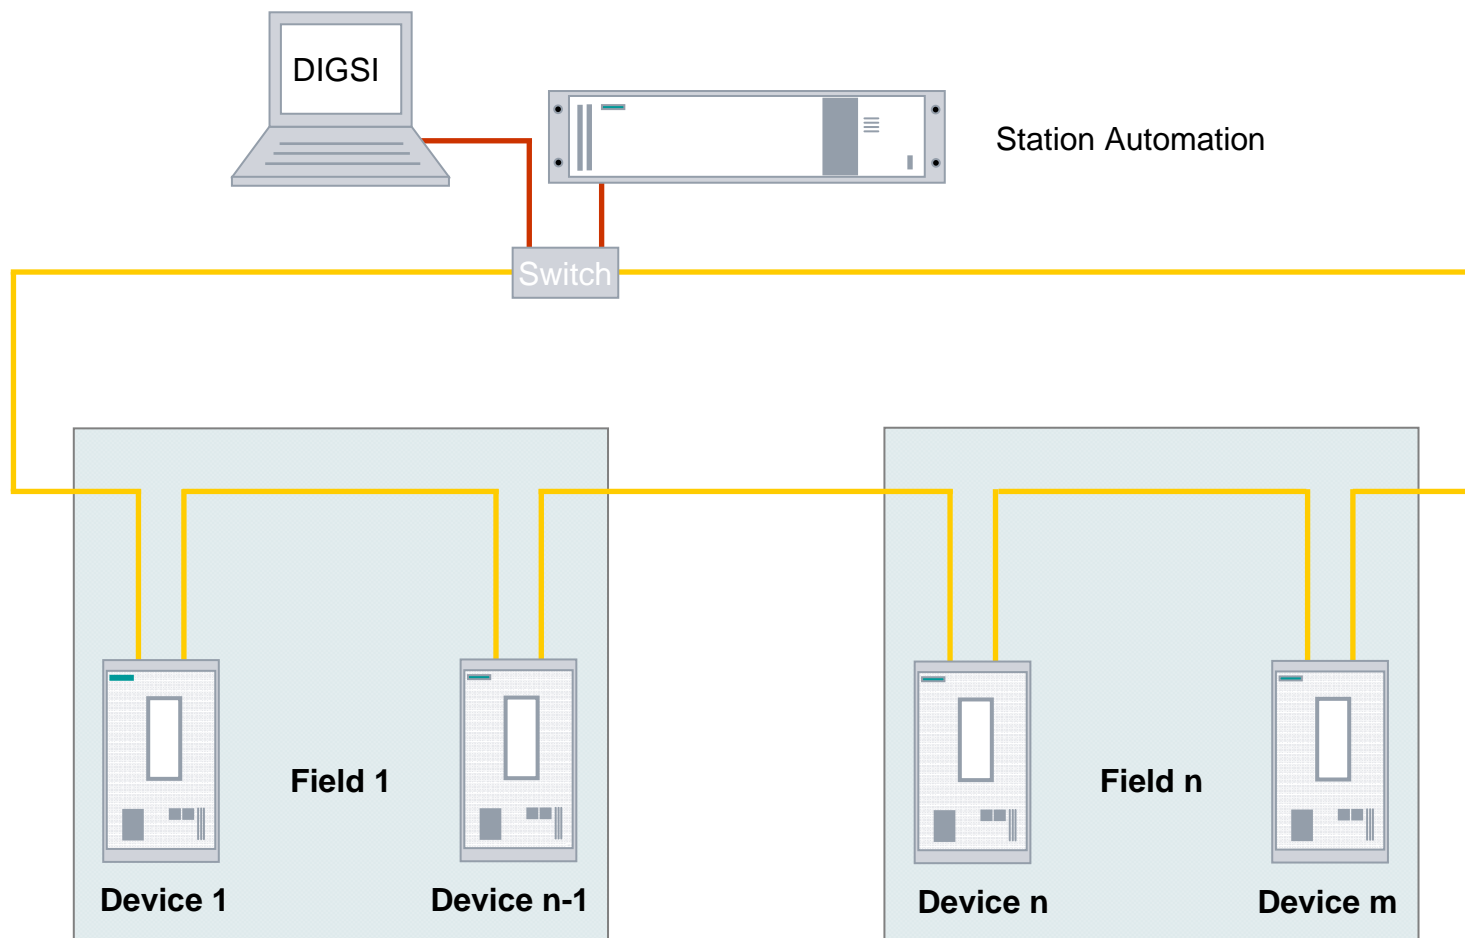 DIGSI
Station Automation
Switch
Field 1
Field n
Device 1
Device n-1
Device n
Device m